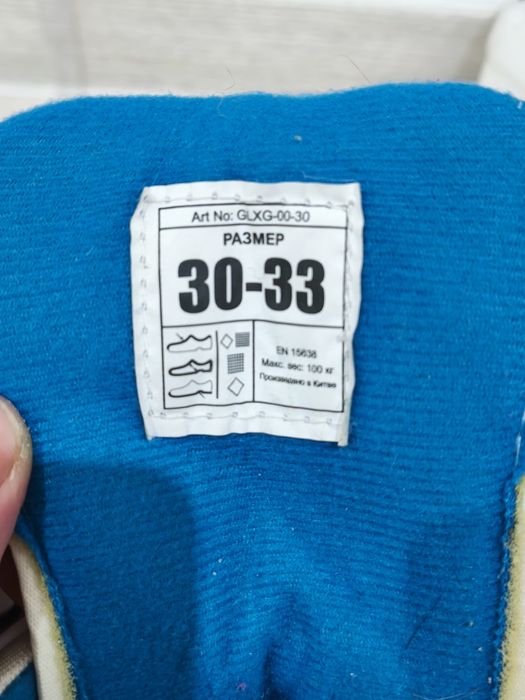 Art No: GLXG-00-30
РАЗМЕР
30-33
EN 15638
Макс. вес: 100 кг
Произведено в Китае